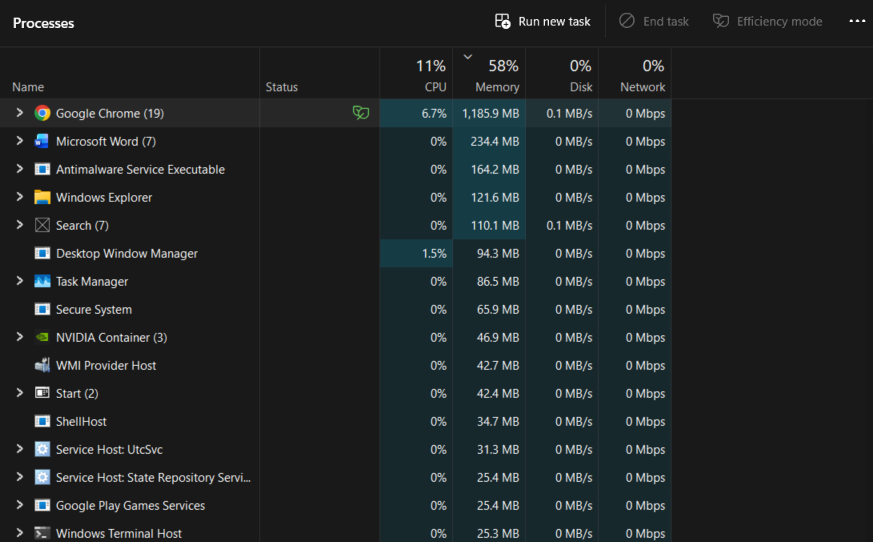 Processes Run new task End task Efficiency mode
11% 58% 0% 0%
Name Status CPU Memory Disk Network
Google Chrome (19) 6.7% 1,185.9 MB 0.1 MB/s 0 Mbps
Microsoft Word (7) 0% 234.4 MB 0 MB/s 0 Mbps
Antimalware Service Executable 0% 164.2 MB 0 MB/s 0 Mbps
Windows Explorer 0% 121.6 MB 0 MB/s 0 Mbps
Search (7) 0% 110.1 MB 0.1 MB/s 0 Mbps
Desktop Window Manager 1.5% 94.3 MB 0 MB/s 0 Mbps
Task Manager 0% 86.5 MB 0 MB/s 0 Mbps
Secure System 0% 65.9 MB 0 MB/s 0 Mbps
NVIDIA Container (3) 0% 46.9 MB 0 MB/s 0 Mbps
WMI Provider Host 0% 42.7 MB 0 MB/s 0 Mbps
Start (2) 0% 42.4 MB 0 MB/s 0 Mbps
ShellHost 0% 34.7 MB 0 MB/s 0 Mbps
Service Host: UtcSvc 0% 31.3 MB 0 MB/s 0 Mbps
Service Host: State Repository Servi... 0% 25.4 MB 0 MB/s 0 Mbps
Google Play Games Services 0% 25.4 MB 0 MB/s 0 Mbps
Windows Terminal Host 0% 25.3 MB 0 MB/s 0 Mbps